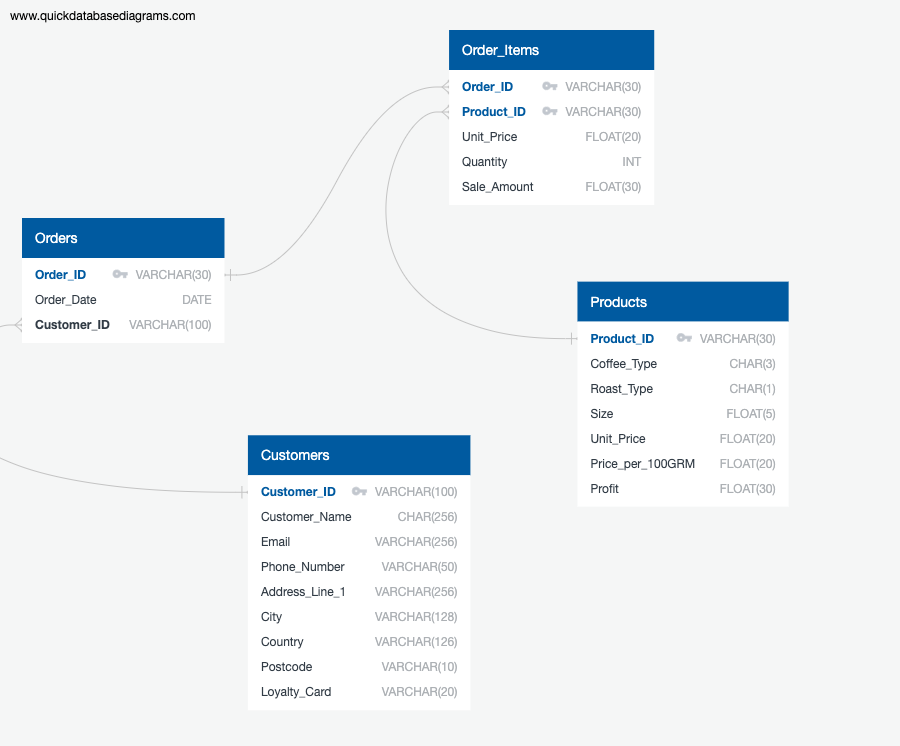 www.quickdatabasediagrams.com
Order_Items
Order_ID VARCHAR(30)
Product_ID VARCHAR(30)
Unit_Price FLOAT(20)
Quantity INT
Sale_Amount FLOAT(30)
Orders
Order_ID VARCHAR(30)
Order_Date DATE
Customer_ID VARCHAR(100)
Products
Product_ID VARCHAR(30)
Coffee_Type CHAR(3)
Roast_Type CHAR(1)
Size FLOAT(5)
Unit_Price FLOAT(20)
Price_per_100GRM FLOAT(20)
Profit FLOAT(30)
Customers
Customer_ID VARCHAR(100)
Customer_Name CHAR(256)
Email VARCHAR(256)
Phone_Number VARCHAR(50)
Address_Line_1 VARCHAR(256)
City VARCHAR(128)
Country VARCHAR(126)
Postcode VARCHAR(10)
Loyalty_Card VARCHAR(20)